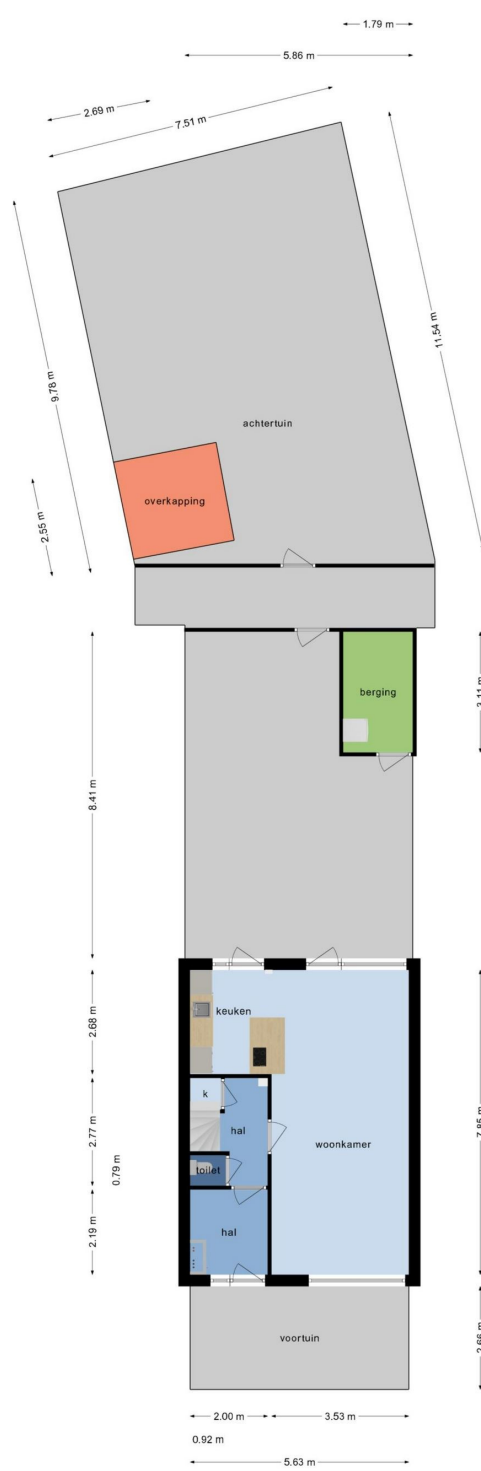 1.79 m
5.86 m
2.69 m
7.51 m
11.54 m
9.78 m
achtertuin
overkapping
2.55 m
berging
3.11 m
8.41 m
keuken
2.68 m
k
hal
woonkamer
7.85 m
2.77 m
toilet
0.79 m
hal
2.19 m
voortuin
2.66 m
2.00 m
3.53 m
0.92 m
5.63 m